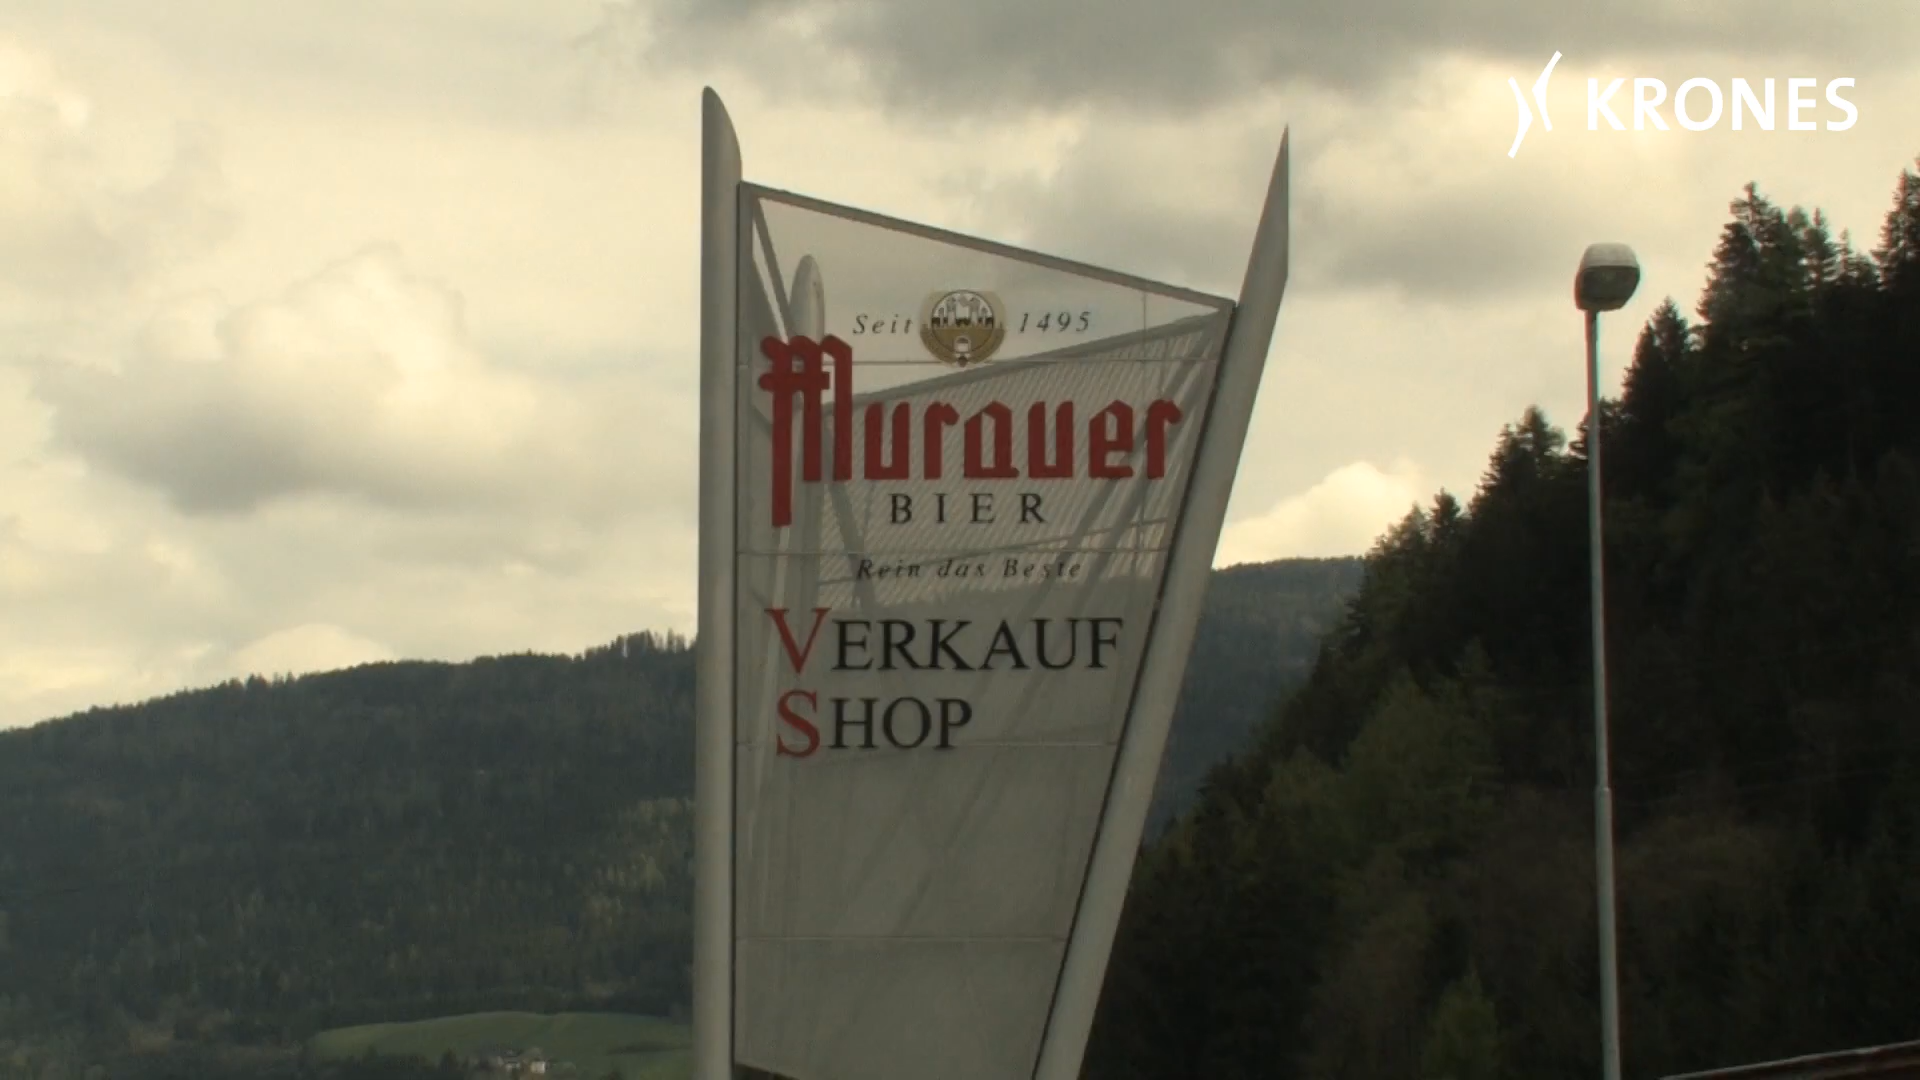 KRONES
Seit 1495
Murauer
BIER
Rein das Beste
VERKAUF
SHOP